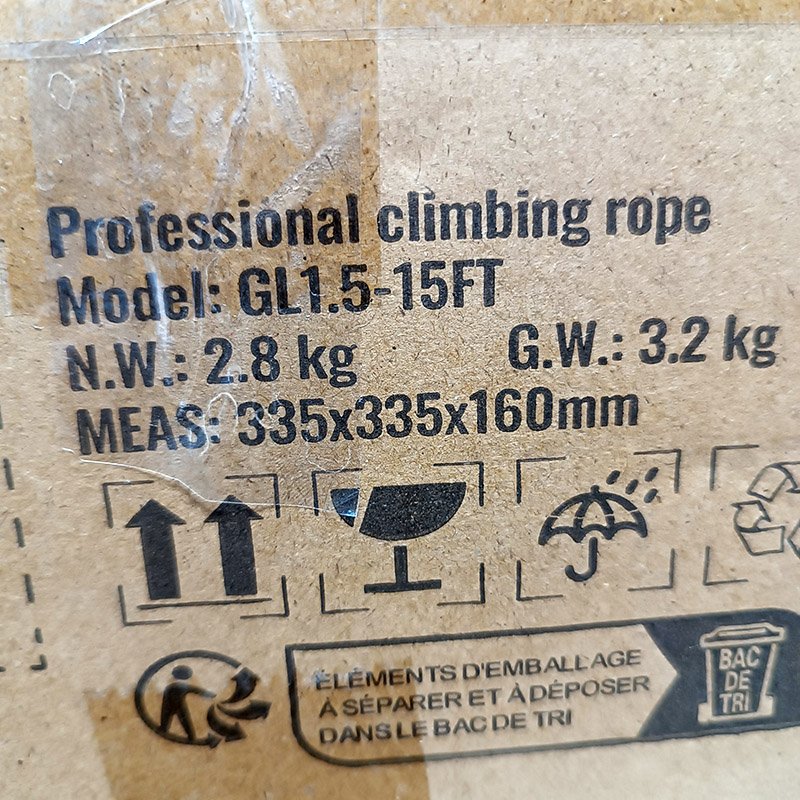 Professional climbing rope
Model: GL1.5-15FT
N.W.: 2.8 kg G.W.: 3.2 kg
MEAS: 335x335x160mm
ÉLÉMENTS D'EMBALLAGE
À SÉPARER ET À DÉPOSER
DANS LE BAC DE TRI
BAC
DE
TRI